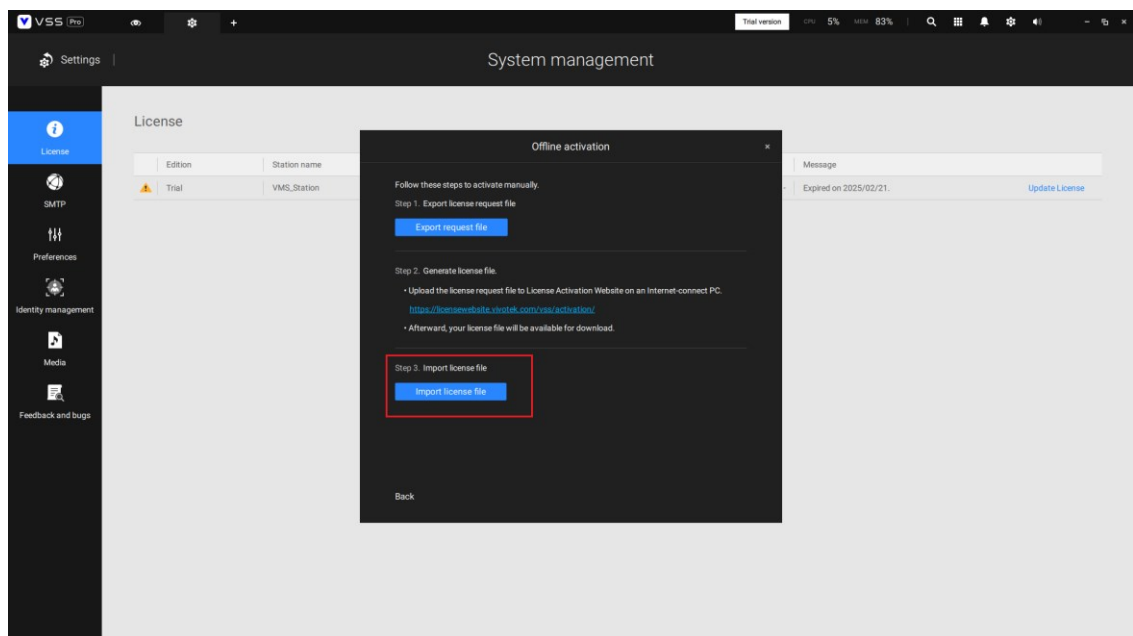 VSS Pro
Trial version
CPU 5% MEM 83%
Settings
System management
License
SMTP
Preferences
Identity management
Media
Feedback and bugs
License
Edition Station name Message
Trial VMS_Station - Expired on 2025/02/21. Update License
Offline activation
Follow these steps to activate manually.
Step 1. Export license request file
Export request file
Step 2. Generate license file.
• Upload the license request file to License Activation Website on an Internet-connect PC.
https://licensewebsite.vivotek.com/vss/activation/
• Afterward, your license file will be available for download.
Step 3. Import license file
Import license file
Back